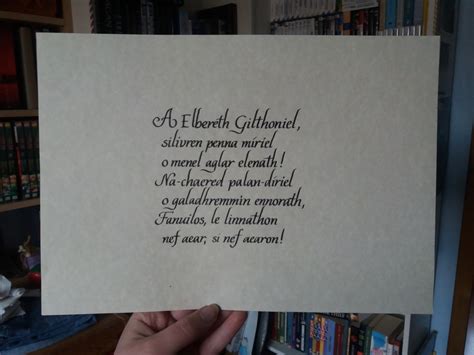 A Elbereth Gilthoniel,
silivren penna míriel
o menel aglar elenath!
Na-chaered palan-díriel
o galadhremmin ennorath,
Fanuilos, le linnathon
nef aear, si nef aearon!